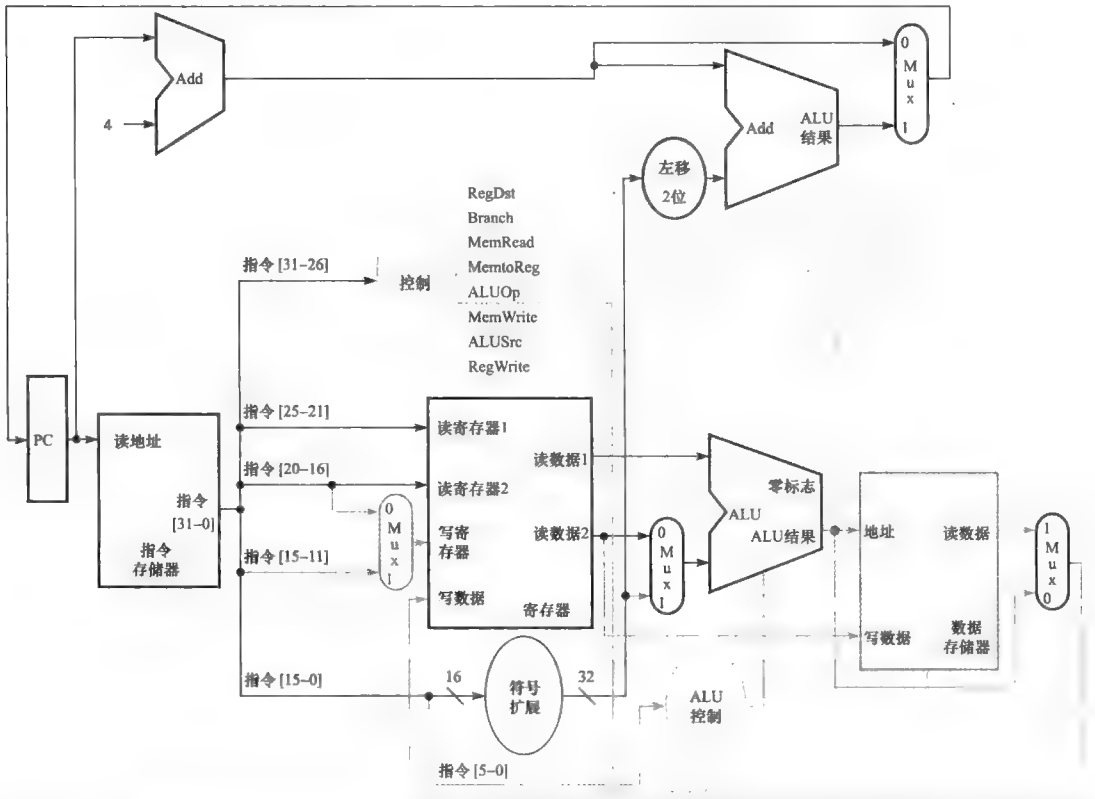 Add
4
0
M
u
x
1
Add
ALU
结果
左移
2位
RegDst
Branch
MemRead
MemtoReg
ALUOp
MemWrite
ALUSrc
RegWrite
指令 [31-26]
控制
PC
读地址
指令
[31-0]
指令
存储器
指令 [25-21]
指令 [20-16]
指令 [15-11]
指令 [15-0]
0
M
u
x
1
读寄存器1
读寄存器2
写寄
存器
写数据
读数据1
读数据2
寄存器
16
符号
扩展
32
指令 [5-0]
0
M
u
x
1
ALU
零标志
ALU结果
ALU
控制
地址
写数据
读数据
数据
存储器
1
M
u
x
0